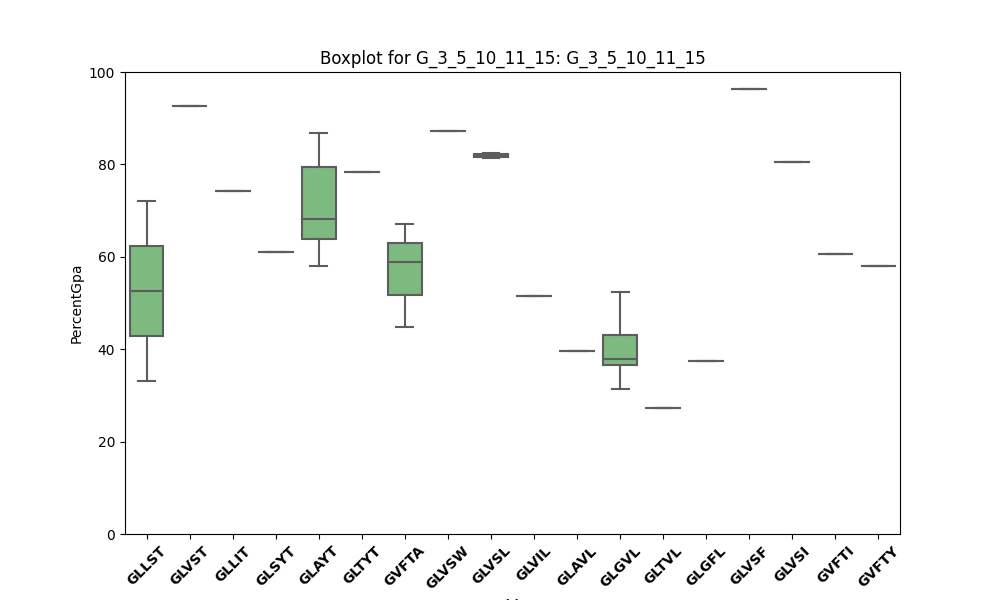 Boxplot for G_3_5_10_11_15: G_3_5_10_11_15
PercentGpa
100
80
60
40
20
0
GLLST GLVST GLLIT GLSYT GLAYT GLTYT GVFTA GLVSW GLVSL GLVIL GLAVL GLGVL GLTVL GLGFL GLVSF GLVSI GVFTI GVFTY